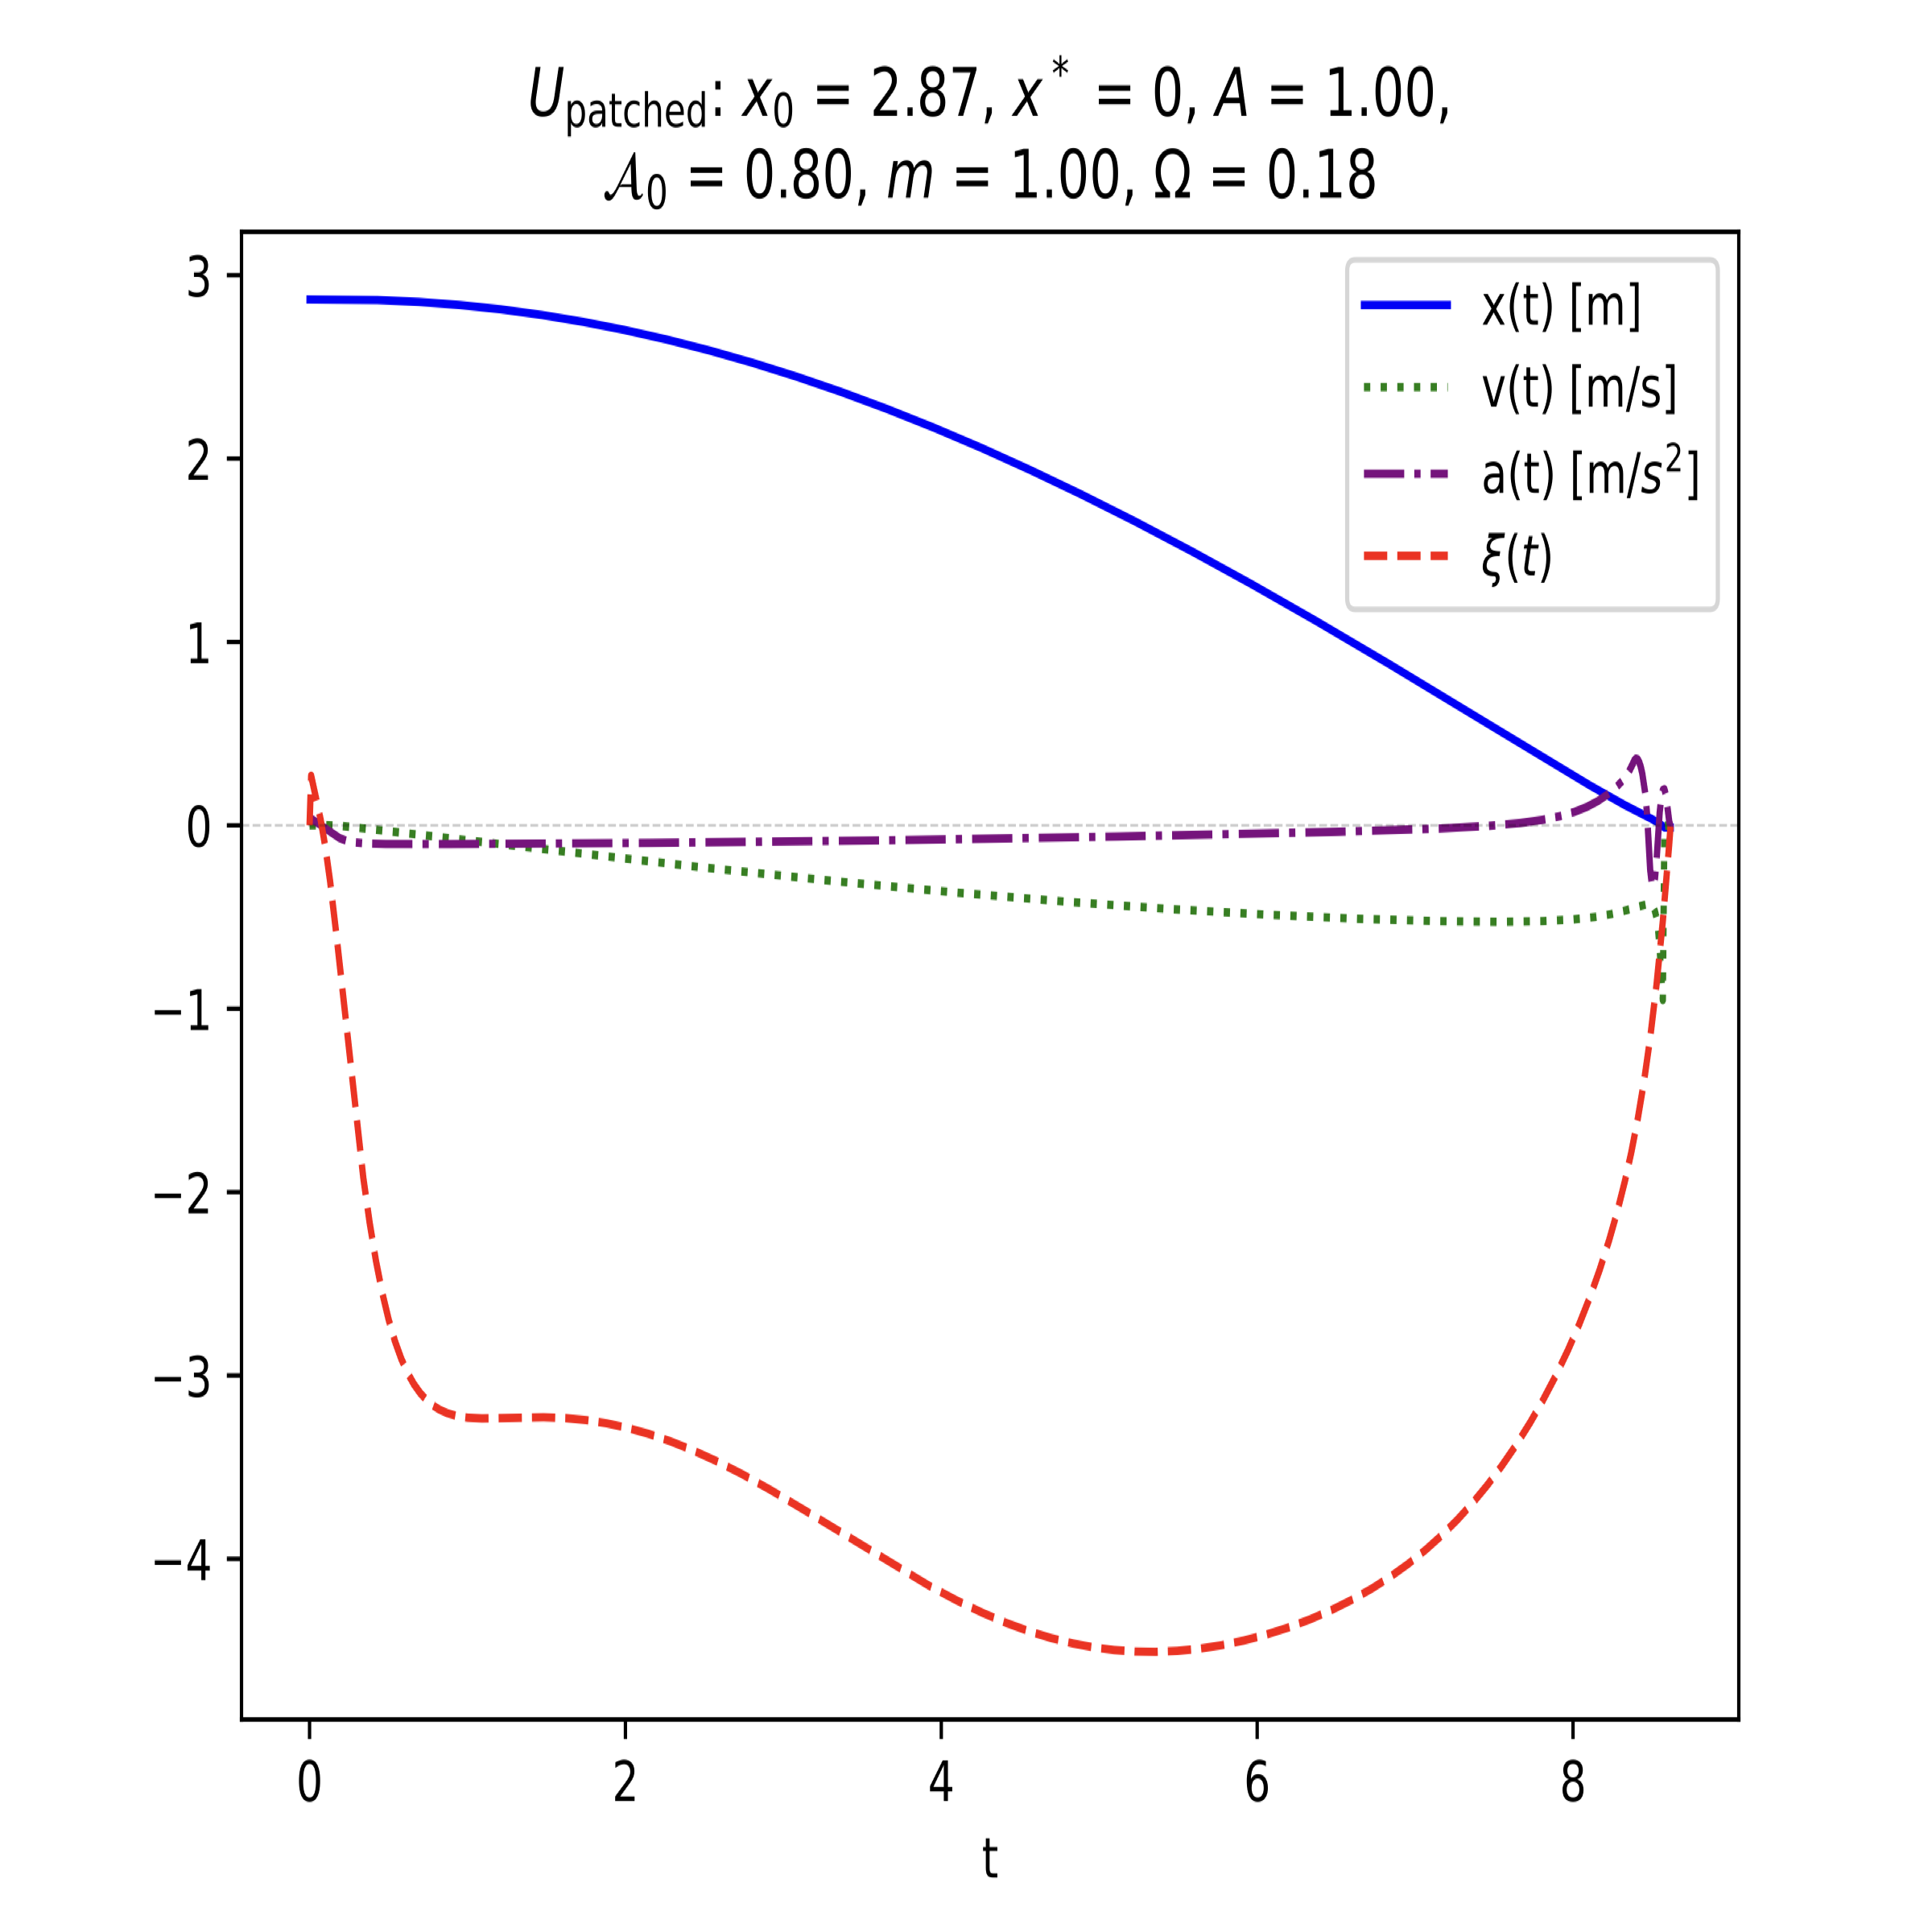 U_patched: x_0 = 2.87, x^* = 0, A = 1.00,
𝒜_0 = 0.80, m = 1.00, Ω = 0.18
x(t) [m]
v(t) [m/s]
a(t) [m/s²]
ξ(t)
3
2
1
0
−1
−2
−3
−4
0 2 4 6 8
t